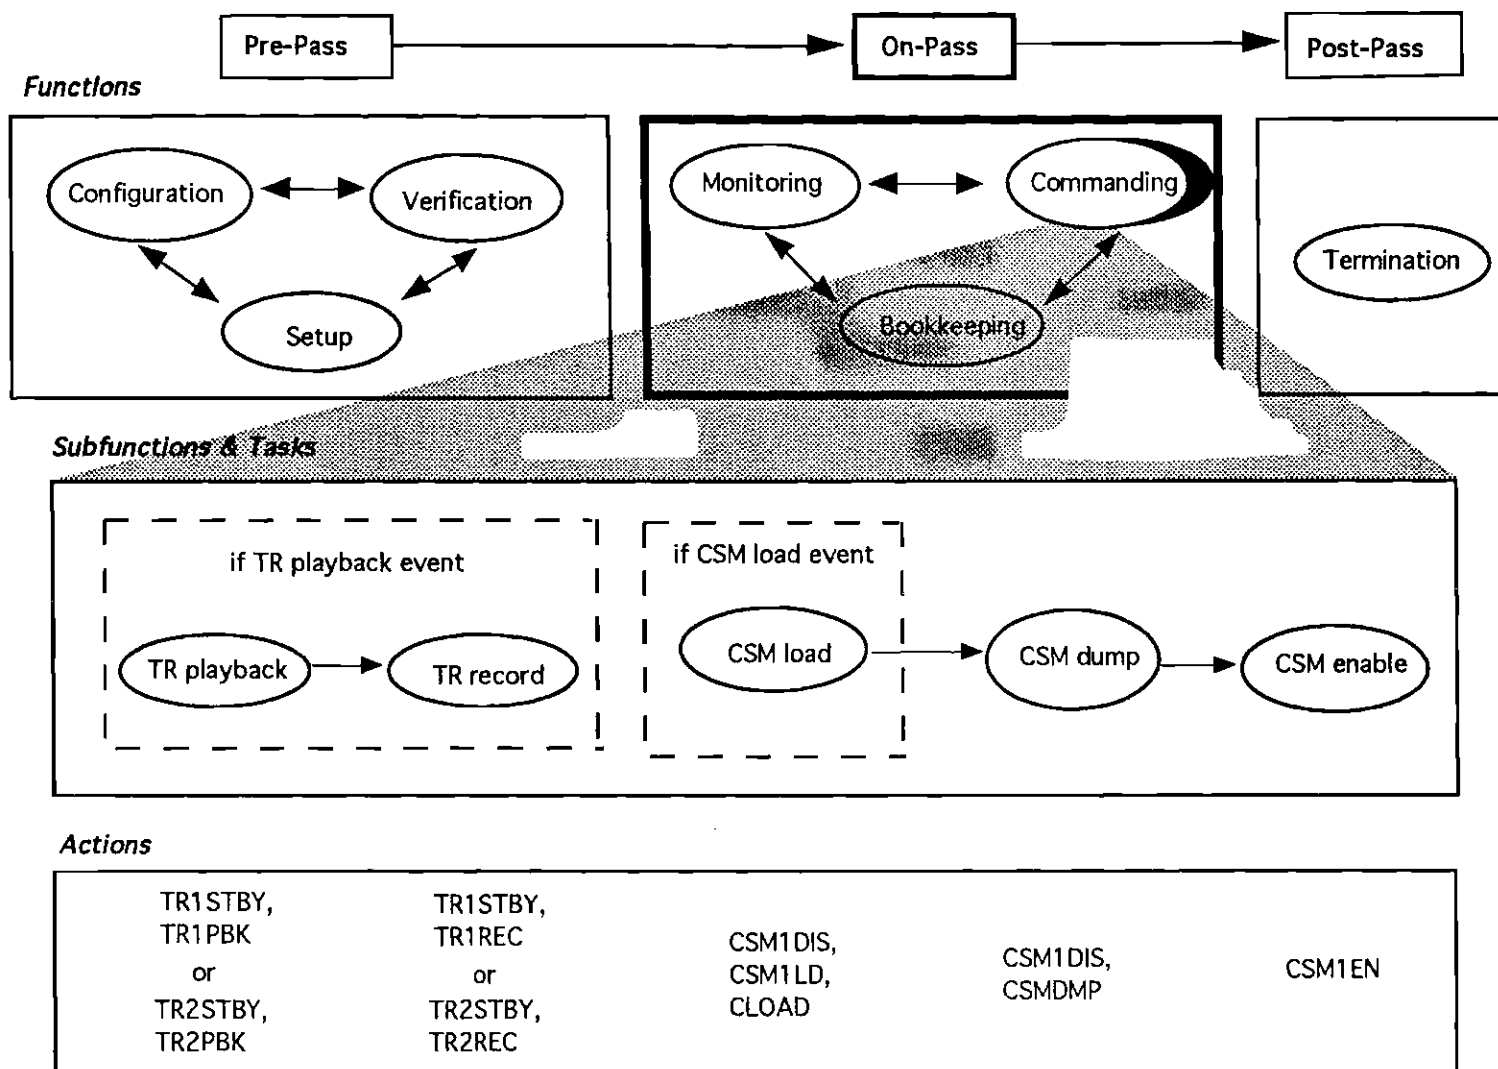 Pre-Pass
On-Pass
Post-Pass
Functions
Configuration
Verification
Setup
Monitoring
Commanding
Bookkeeping
Termination
Subfunctions & Tasks
if TR playback event
TR playback
TR record
if CSM load event
CSM load
CSM dump
CSM enable
Actions
TR1STBY,
TR1PBK
or
TR2STBY,
TR2PBK
TR1STBY,
TR1REC
or
TR2STBY,
TR2REC
CSM1DIS,
CSM1LD,
CLOAD
CSM1DIS,
CSMDMP
CSM1EN